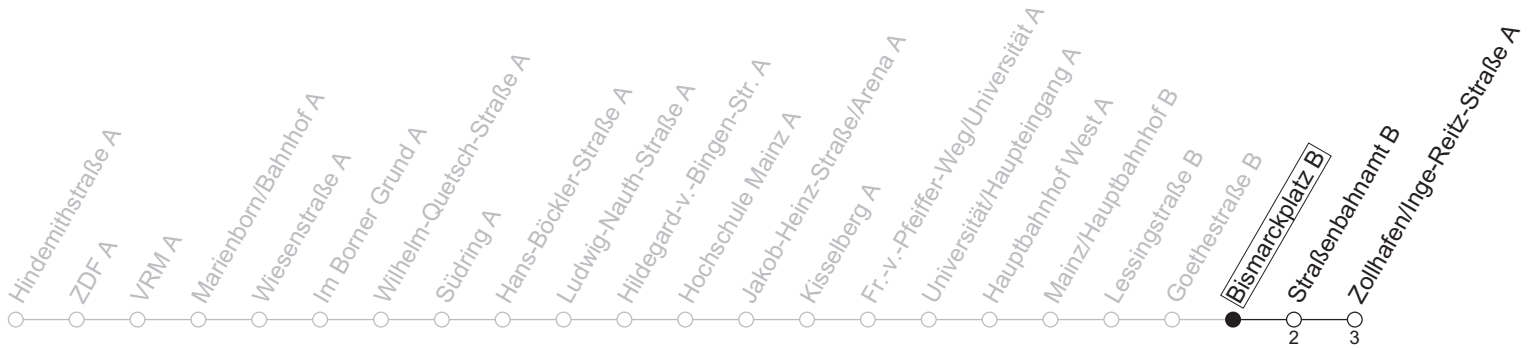 Hindemithstraße A
ZDF A
VRM A
Marienborn/Bahnhof A
Wiesenstraße A
Im Borner Grund A
Wilhelm-Quetsch-Straße A
Südring A
Hans-Böckler-Straße A
Ludwig-Nauth-Straße A
Hildegard-v.-Bingen-Str. A
Hochschule Mainz A
Jakob-Heinz-Straße/Arena A
Kisselberg A
Fr.-v.-Pfeiffer-Weg/Universität A
Universität/Haupteingang A
Hauptbahnhof West A
Mainz/Hauptbahnhof B
Lessingstraße B
Goethestraße B
Bismarckplatz B
Straßenbahnamt B
Zollhafen/Inge-Reitz-Straße A
2
3